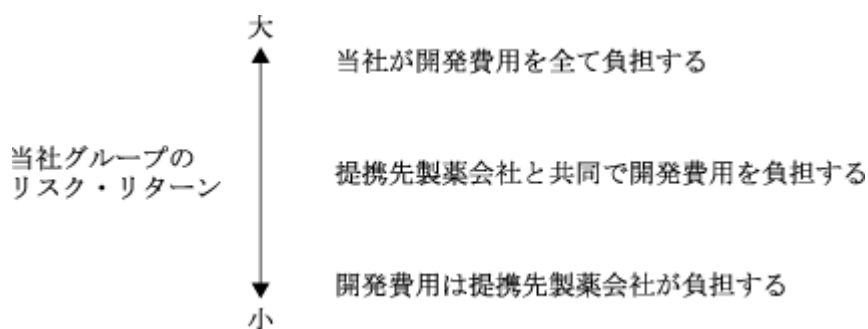 大
当社が開発費用を全て負担する
当社グループの
リスク・リターン
提携先製薬会社と共同で開発費用を負担する
開発費用は提携先製薬会社が負担する
小